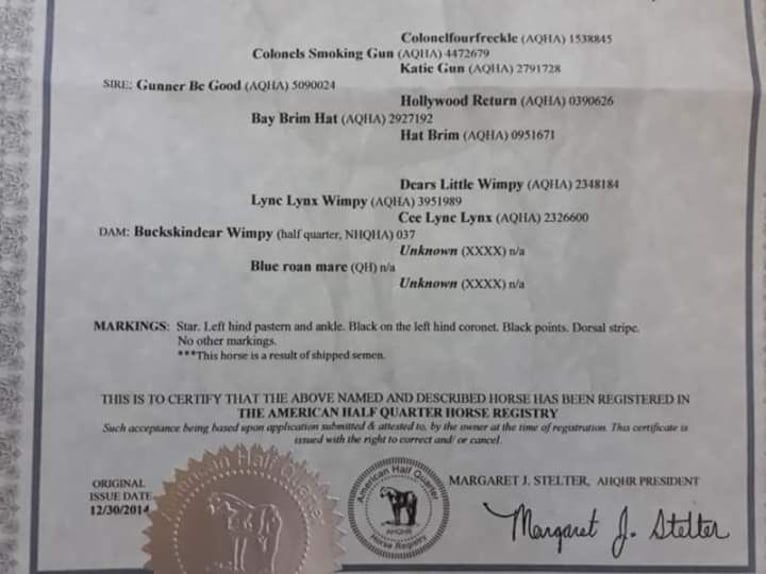 Colonelfourfreckle (AQHA) 1538845
Colonels Smoking Gun (AQHA) 4472679
Katie Gun (AQHA) 2791728
SIRE: Gunner Be Good (AQHA) 5090024
Hollywood Return (AQHA) 0390626
Bay Brim Hat (AQHA) 2927192
Hat Brim (AQHA) 0951671
Dears Little Wimpy (AQHA) 2348184
Lync Lynx Wimpy (AQHA) 3951989
Cee Lync Lynx (AQHA) 2326600
DAM: Buckskindear Wimpy (half quarter, NHQHA) 037
Unknown (XXXX) n/a
Blue roan mare (QH) n/a
Unknown (XXXX) n/a
MARKINGS: Star. Left hind pastern and ankle. Black on the left hind coronet. Black points. Dorsal stripe.
No other markings.
***This horse is a result of shipped semen.
THIS IS TO CERTIFY THAT THE ABOVE NAMED AND DESCRIBED HORSE HAS BEEN REGISTERED IN
THE AMERICAN HALF QUARTER HORSE REGISTRY
Such acceptance being based upon application submitted & attested to, by the owner at the time of registration. This certificate is
issued with the right to correct and/ or cancel.
ORIGINAL
ISSUE DATE
12/30/2014
American Half Quarter
American Half Quarter
AHQHR
Horse Registry
MARGARET J. STELTER, AHQHR PRESIDENT
Margaret J. Stelter